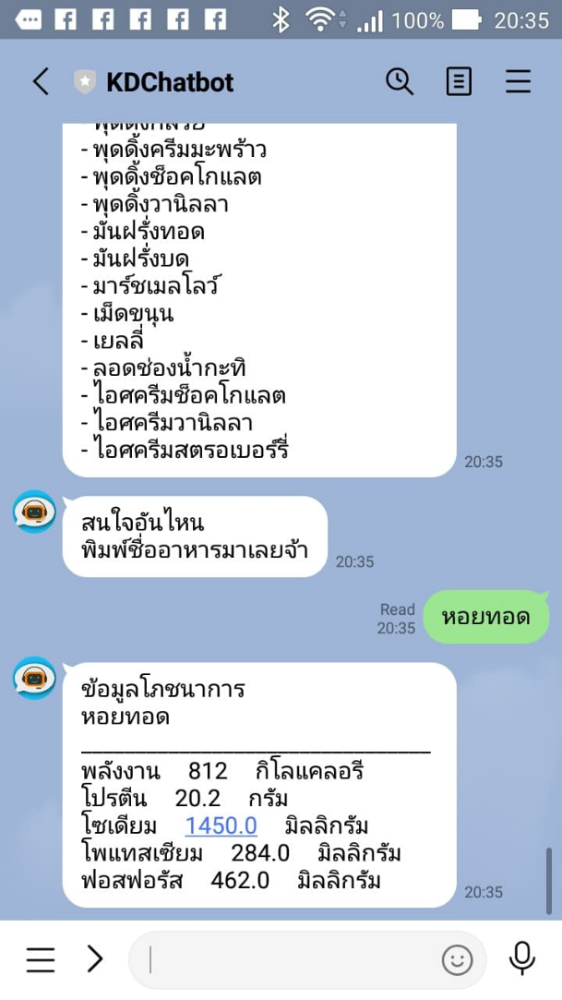 100% 20:35
KDChatbot
- พุดดิ้งครีมมะพร้าว
- พุดดิ้งช็อคโกแลต
- พุดดิ้งวานิลลา
- มันฝรั่งทอด
- มันฝรั่งบด
- มาร์ชเมลโลว์
- เม็ดขนุน
- เยลลี่
- ลอดช่องน้ำกะทิ
- ไอศครีมช็อคโกแลต
- ไอศครีมวานิลลา
- ไอศครีมสตรอเบอร์รี่
20:35
สนใจอันไหน
พิมพ์ชื่ออาหารมาเลยจ้า
20:35
Read
20:35
หอยทอด
ข้อมูลโภชนาการ
หอยทอด
พลังงาน 812 กิโลแคลอรี
โปรตีน 20.2 กรัม
โซเดียม 1450.0 มิลลิกรัม
โพแทสเซียม 284.0 มิลลิกรัม
ฟอสฟอรัส 462.0 มิลลิกรัม
20:35